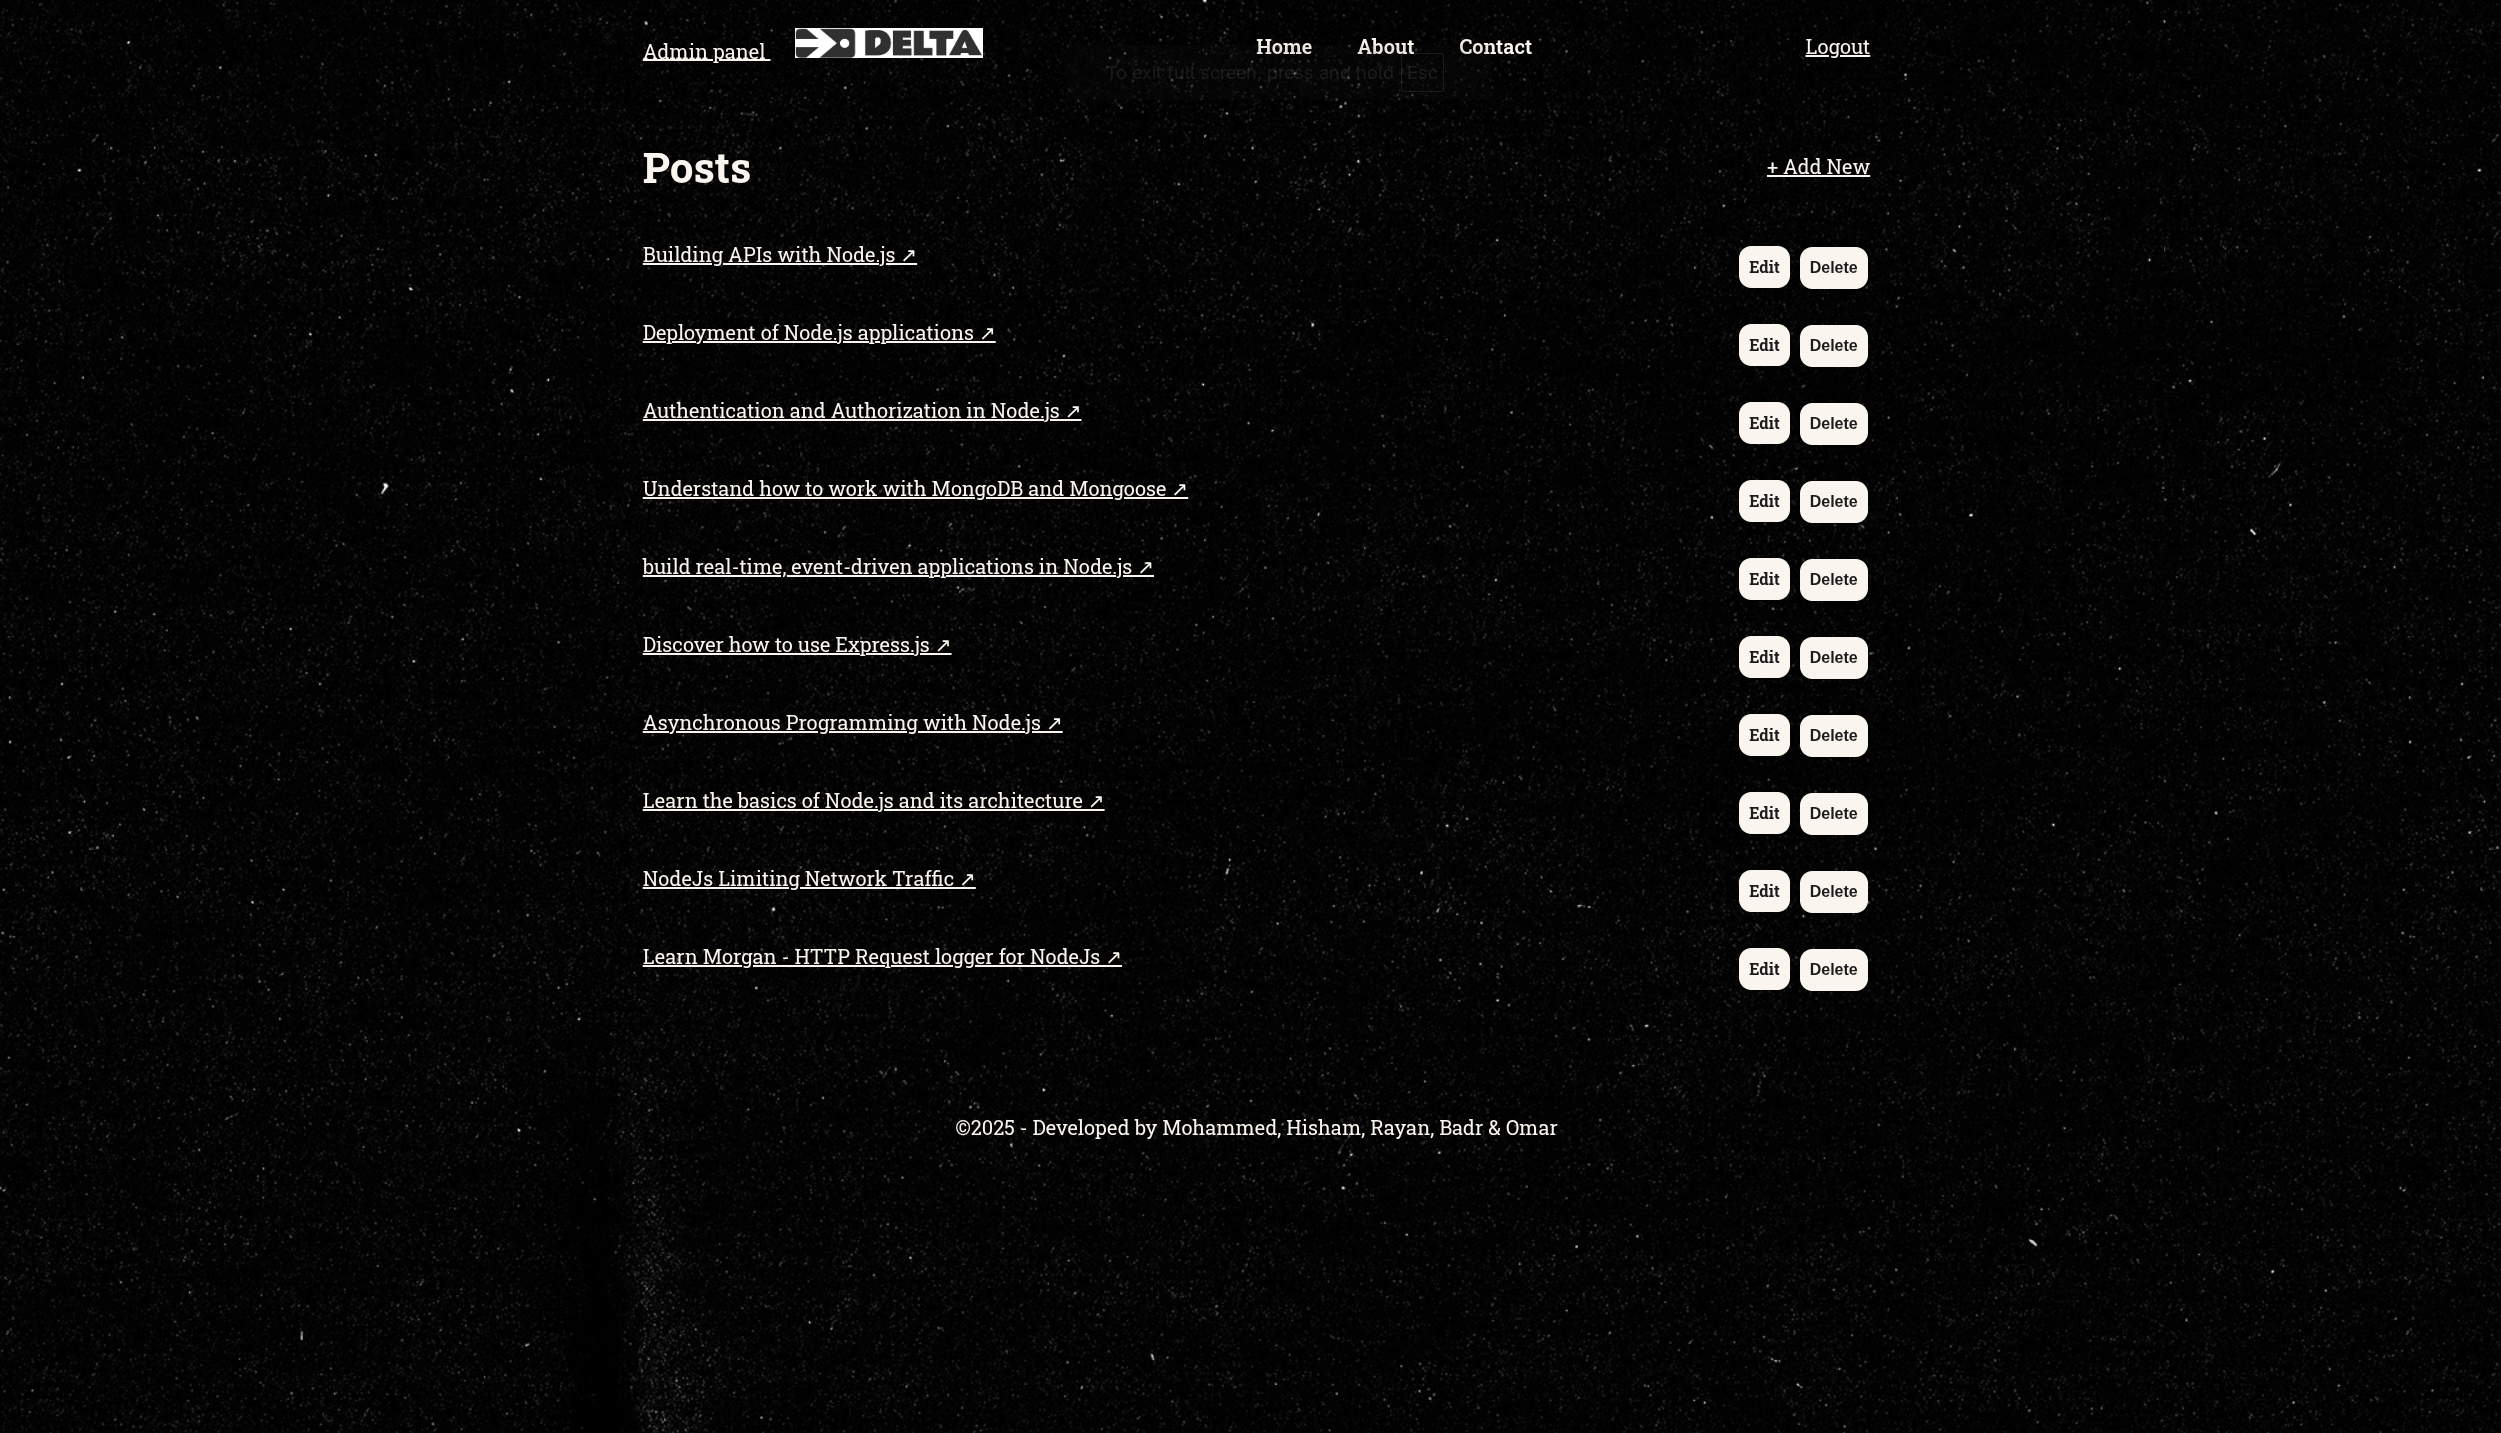 Admin panel DELTA Home About Contact Logout
To exit full screen, press and hold Esc
Posts + Add New
Building APIs with Node.js ↗ Edit Delete
Deployment of Node.js applications ↗ Edit Delete
Authentication and Authorization in Node.js ↗ Edit Delete
Understand how to work with MongoDB and Mongoose ↗ Edit Delete
build real-time, event-driven applications in Node.js ↗ Edit Delete
Discover how to use Express.js ↗ Edit Delete
Asynchronous Programming with Node.js ↗ Edit Delete
Learn the basics of Node.js and its architecture ↗ Edit Delete
NodeJs Limiting Network Traffic ↗ Edit Delete
Learn Morgan - HTTP Request logger for NodeJs ↗ Edit Delete
©2025 - Developed by Mohammed, Hisham, Rayan, Badr & Omar